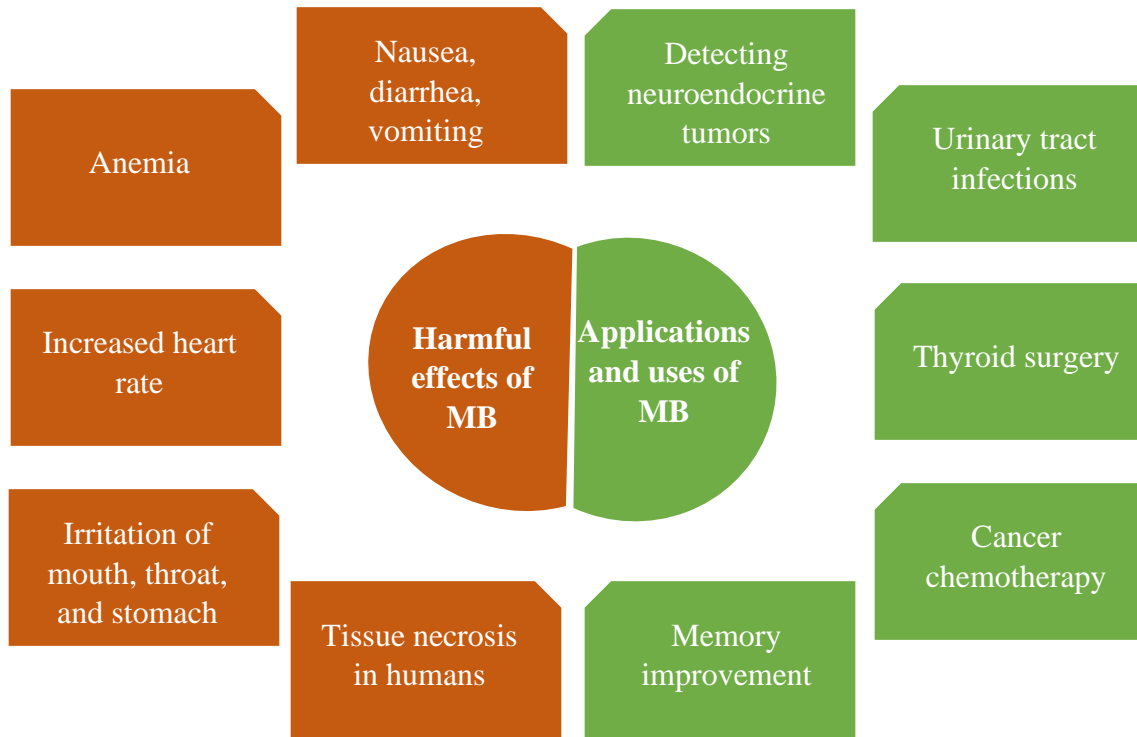 Nausea,
diarrhea,
vomiting
Detecting
neuroendocrine
tumors
Anemia
Urinary tract
infections
Increased heart
rate
Harmful
effects of
MB
Applications
and uses of
MB
Thyroid surgery
Irritation of
mouth, throat,
and stomach
Cancer
chemotherapy
Tissue necrosis
in humans
Memory
improvement